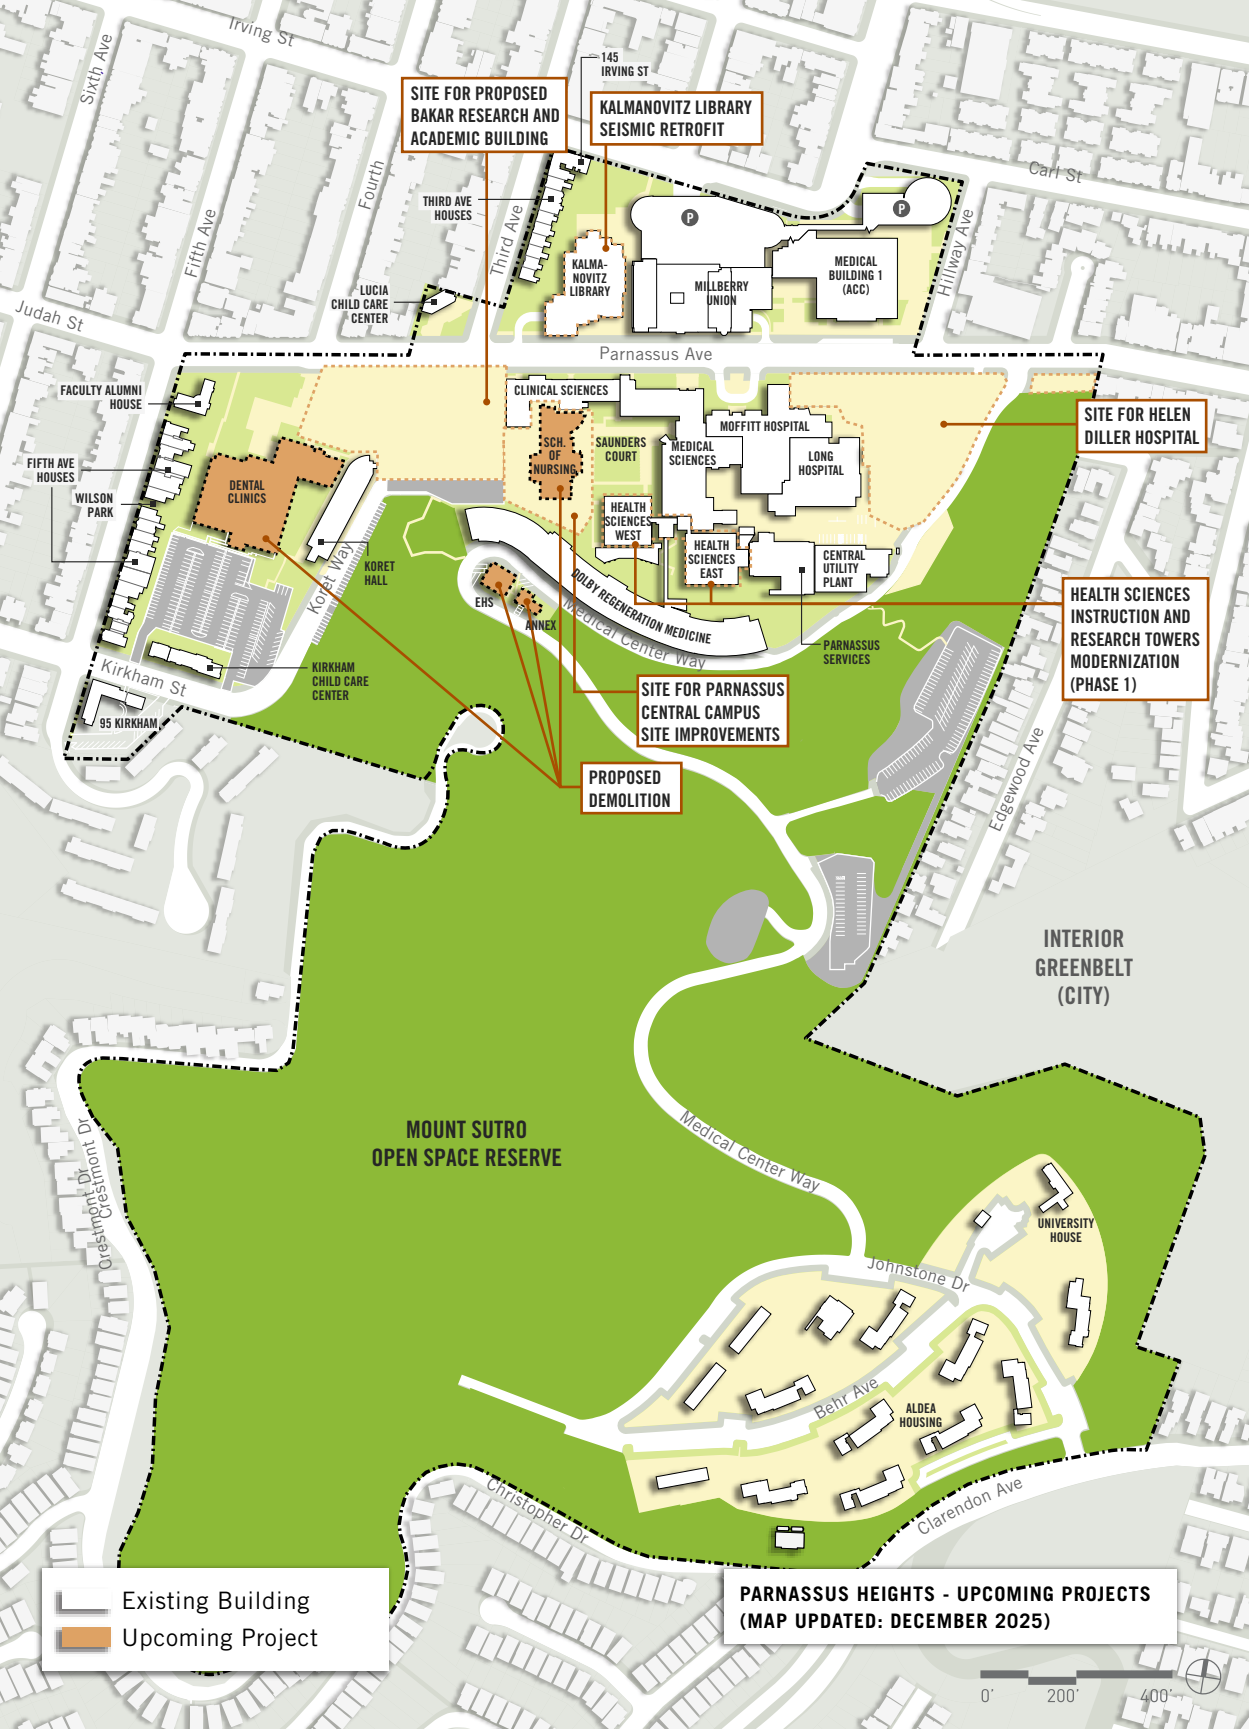 Irving St
Sixth Ave
145
IRVING ST
SITE FOR PROPOSED
BAKAR RESEARCH AND
ACADEMIC BUILDING
KALMANOVITZ LIBRARY
SEISMIC RETROFIT
Carl St
Fourth
Fifth Ave
THIRD AVE
HOUSES
Third Ave
P
P
Hillway Ave
KALMA-
NOVITZ
LIBRARY
MILLBERRY
UNION
MEDICAL
BUILDING 1
(ACC)
LUCIA
CHILD CARE
CENTER
Judah St
Parnassus Ave
FACULTY ALUMNI
HOUSE
CLINICAL SCIENCES
SITE FOR HELEN
DILLER HOSPITAL
MOFFITT HOSPITAL
SCH.
OF
NURSING
SAUNDERS
COURT
MEDICAL
SCIENCES
LONG
HOSPITAL
FIFTH AVE
HOUSES
DENTAL
CLINICS
WILSON
PARK
HEALTH
SCIENCES
WEST
HEALTH
SCIENCES
EAST
CENTRAL
UTILITY
PLANT
KORET
HALL
Koret Way
EHS
ANNEX
DOLBY REGENERATION MEDICINE
Medical Center Way
HEALTH SCIENCES
INSTRUCTION AND
RESEARCH TOWERS
MODERNIZATION
(PHASE 1)
PARNASSUS
SERVICES
Kirkham St
KIRKHAM
CHILD CARE
CENTER
95 KIRKHAM
SITE FOR PARNASSUS
CENTRAL CAMPUS
SITE IMPROVEMENTS
PROPOSED
DEMOLITION
Edgewood Ave
INTERIOR
GREENBELT
(CITY)
MOUNT SUTRO
OPEN SPACE RESERVE
Medical Center Way
Crestmont Dr
Crestmont Dr
UNIVERSITY
HOUSE
Johnstone Dr
Behr Ave
ALDEA
HOUSING
Christopher Dr
Clarendon Ave
Existing Building
Upcoming Project
PARNASSUS HEIGHTS - UPCOMING PROJECTS
(MAP UPDATED: DECEMBER 2025)
0' 200' 400'